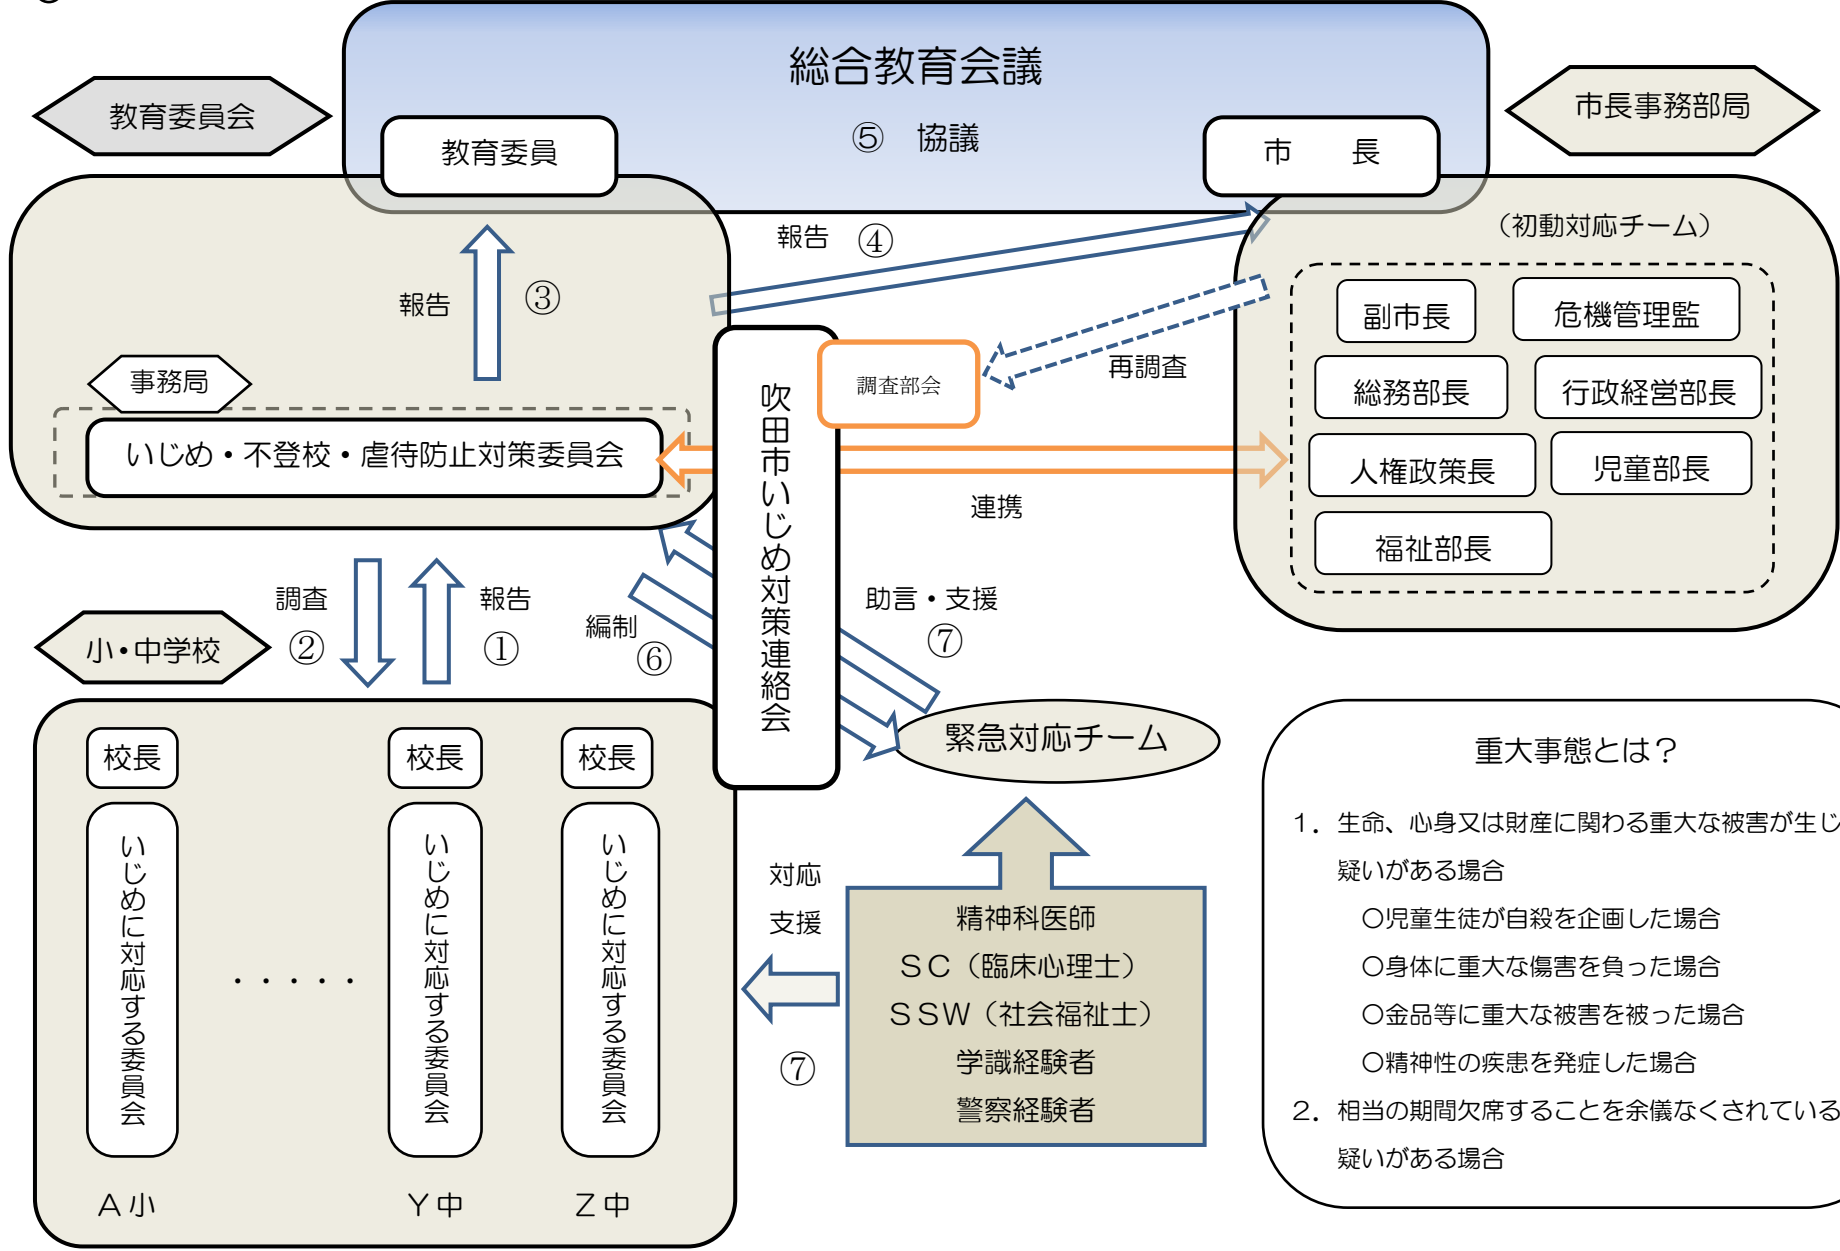 総合教育会議
教育委員会
市長事務部局
⑤ 協議
教育委員
市 長
報告 ④
（初動対応チーム）
報告 ③
副市長
危機管理監
再調査
調査部会
事務局
総務部長
行政経営部長
いじめ・不登校・虐待防止対策委員会
人権政策長
児童部長
連携
福祉部長
吹田市いじめ対策連絡会
調査
②
報告
①
編制
⑥
助言・支援
⑦
小・中学校
緊急対応チーム
校長
校長
校長
いじめに対応する委員会
・・・・・
いじめに対応する委員会
いじめに対応する委員会
A小
Y中
Z中
対応
支援
⑦
精神科医師
ＳＣ（臨床心理士）
ＳＳＷ（社会福祉士）
学識経験者
警察経験者
重大事態とは？
１．生命、心身又は財産に関わる重大な被害が生じ
疑いがある場合
○児童生徒が自殺を企画した場合
○身体に重大な傷害を負った場合
○金品等に重大な被害を被った場合
○精神性の疾患を発症した場合
２．相当の期間欠席することを余儀なくされている
疑いがある場合